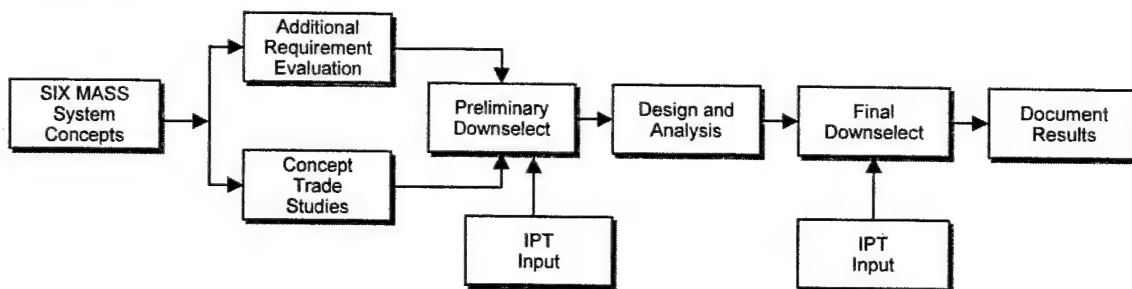 SIX MASS
System
Concepts
Additional
Requirement
Evaluation
Concept
Trade
Studies
Preliminary
Downselect
IPT
Input
Design and
Analysis
Final
Downselect
IPT
Input
Document
Results